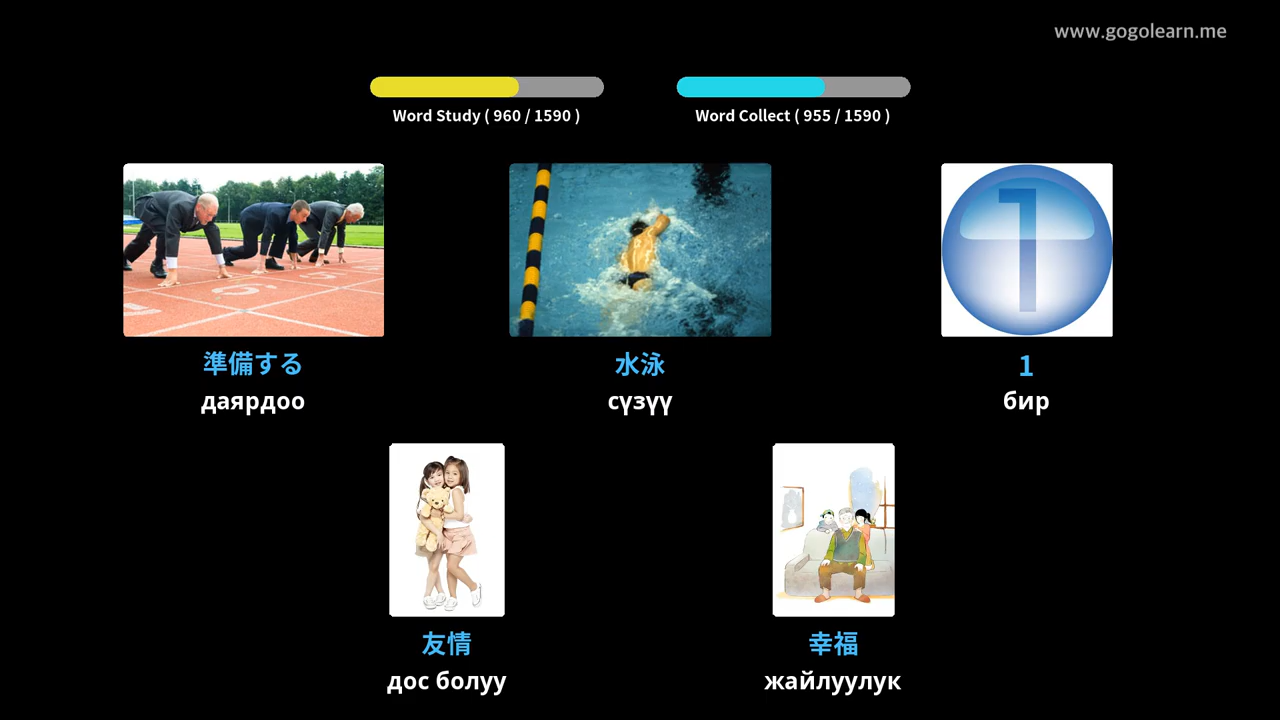 www.gogolearn.me
Word Study ( 960 / 1590 )
Word Collect ( 955 / 1590 )
準備する
даярдоо
水泳
сүзүү
1
1
бир
友情
дос болуу
幸福
жайлуулук